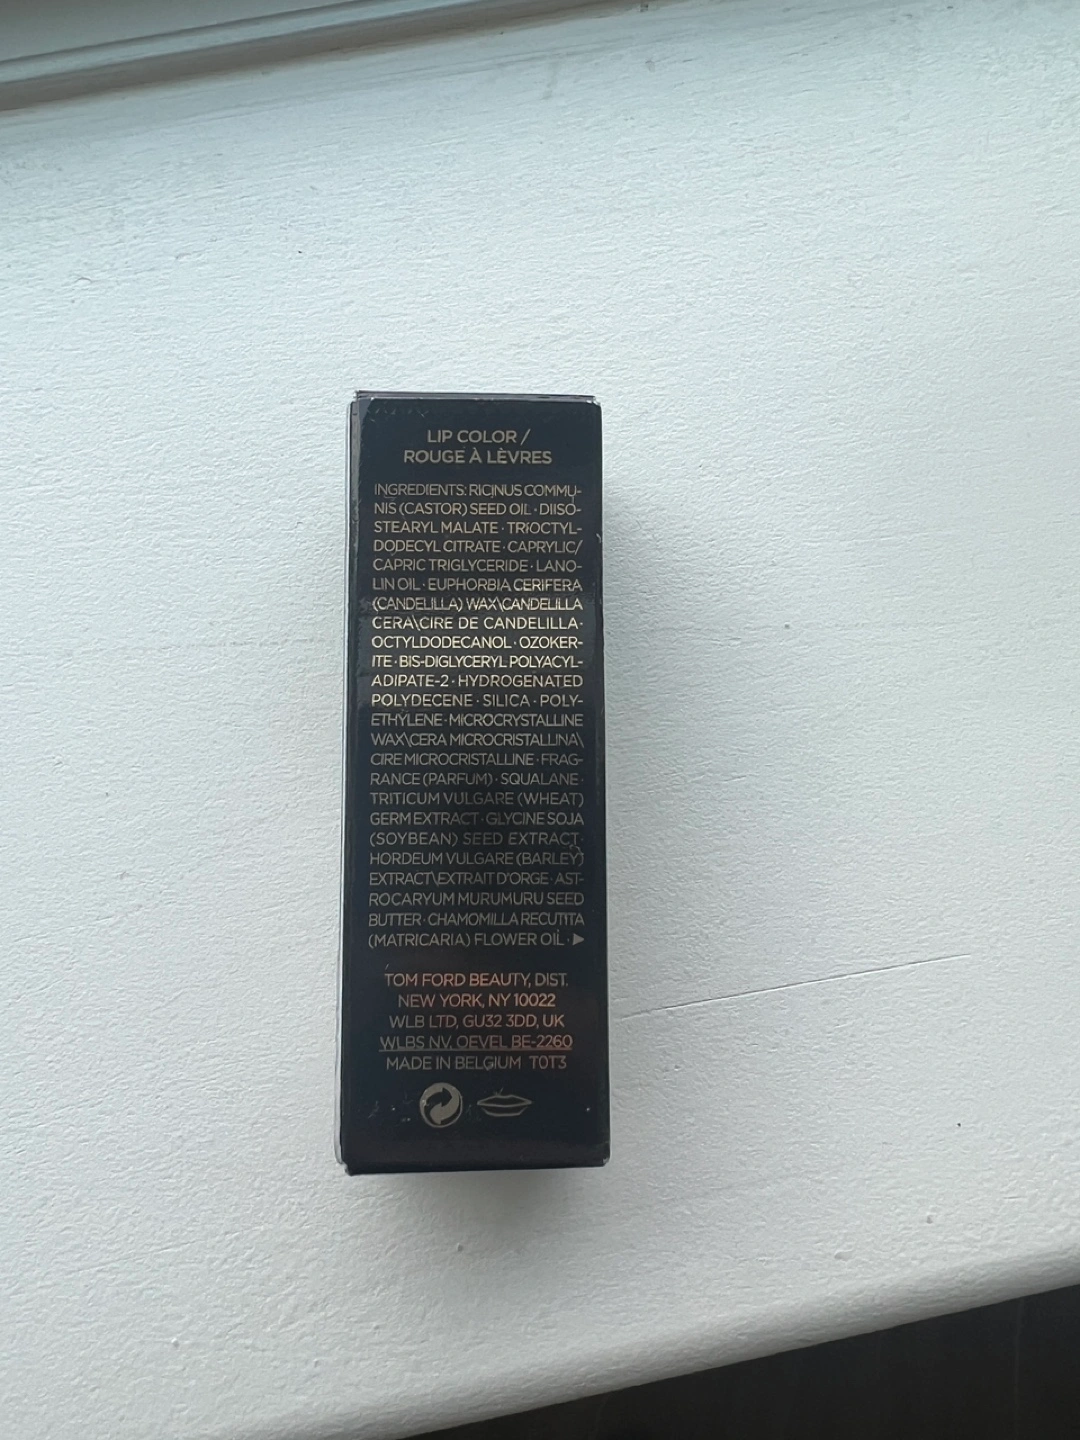 LIP COLOR /
ROUGE À LÈVRES
INGREDIENTS: RICINUS COMMU-
NIS (CASTOR) SEED OIL · DIISO-
STEARYL MALATE · TRIOCTYL-
DODECYL CITRATE · CAPRYLIC/
CAPRIC TRIGLYCERIDE · LANO-
LIN OIL · EUPHORBIA CERIFERA
(CANDELILLA) WAX\CANDELILLA
CERA\CIRE DE CANDELILLA ·
OCTYLDODECANOL · OZOKER-
ITE · BIS-DIGLYCERYL POLYACYL-
ADIPATE-2 · HYDROGENATED
POLYDECENE · SILICA · POLY-
ETHYLENE · MICROCRYSTALLINE
WAX\CERA MICROCRISTALLINA\
CIRE MICROCRISTALLINE · FRAG-
RANCE (PARFUM) · SQUALANE ·
TRITICUM VULGARE (WHEAT)
GERM EXTRACT · GLYCINE SOJA
(SOYBEAN) SEED EXTRACT ·
HORDEUM VULGARE (BARLEY)
EXTRACT\EXTRAIT D'ORGE · AST-
ROCARYUM MURUMURU SEED
BUTTER · CHAMOMILLA RECUTITA
(MATRICARIA) FLOWER OIL · ▶
TOM FORD BEAUTY, DIST.
NEW YORK, NY 10022
WLB LTD, GU32 3DD, UK
WLBS NV, OEVEL BE-2260
MADE IN BELGIUM T0T3